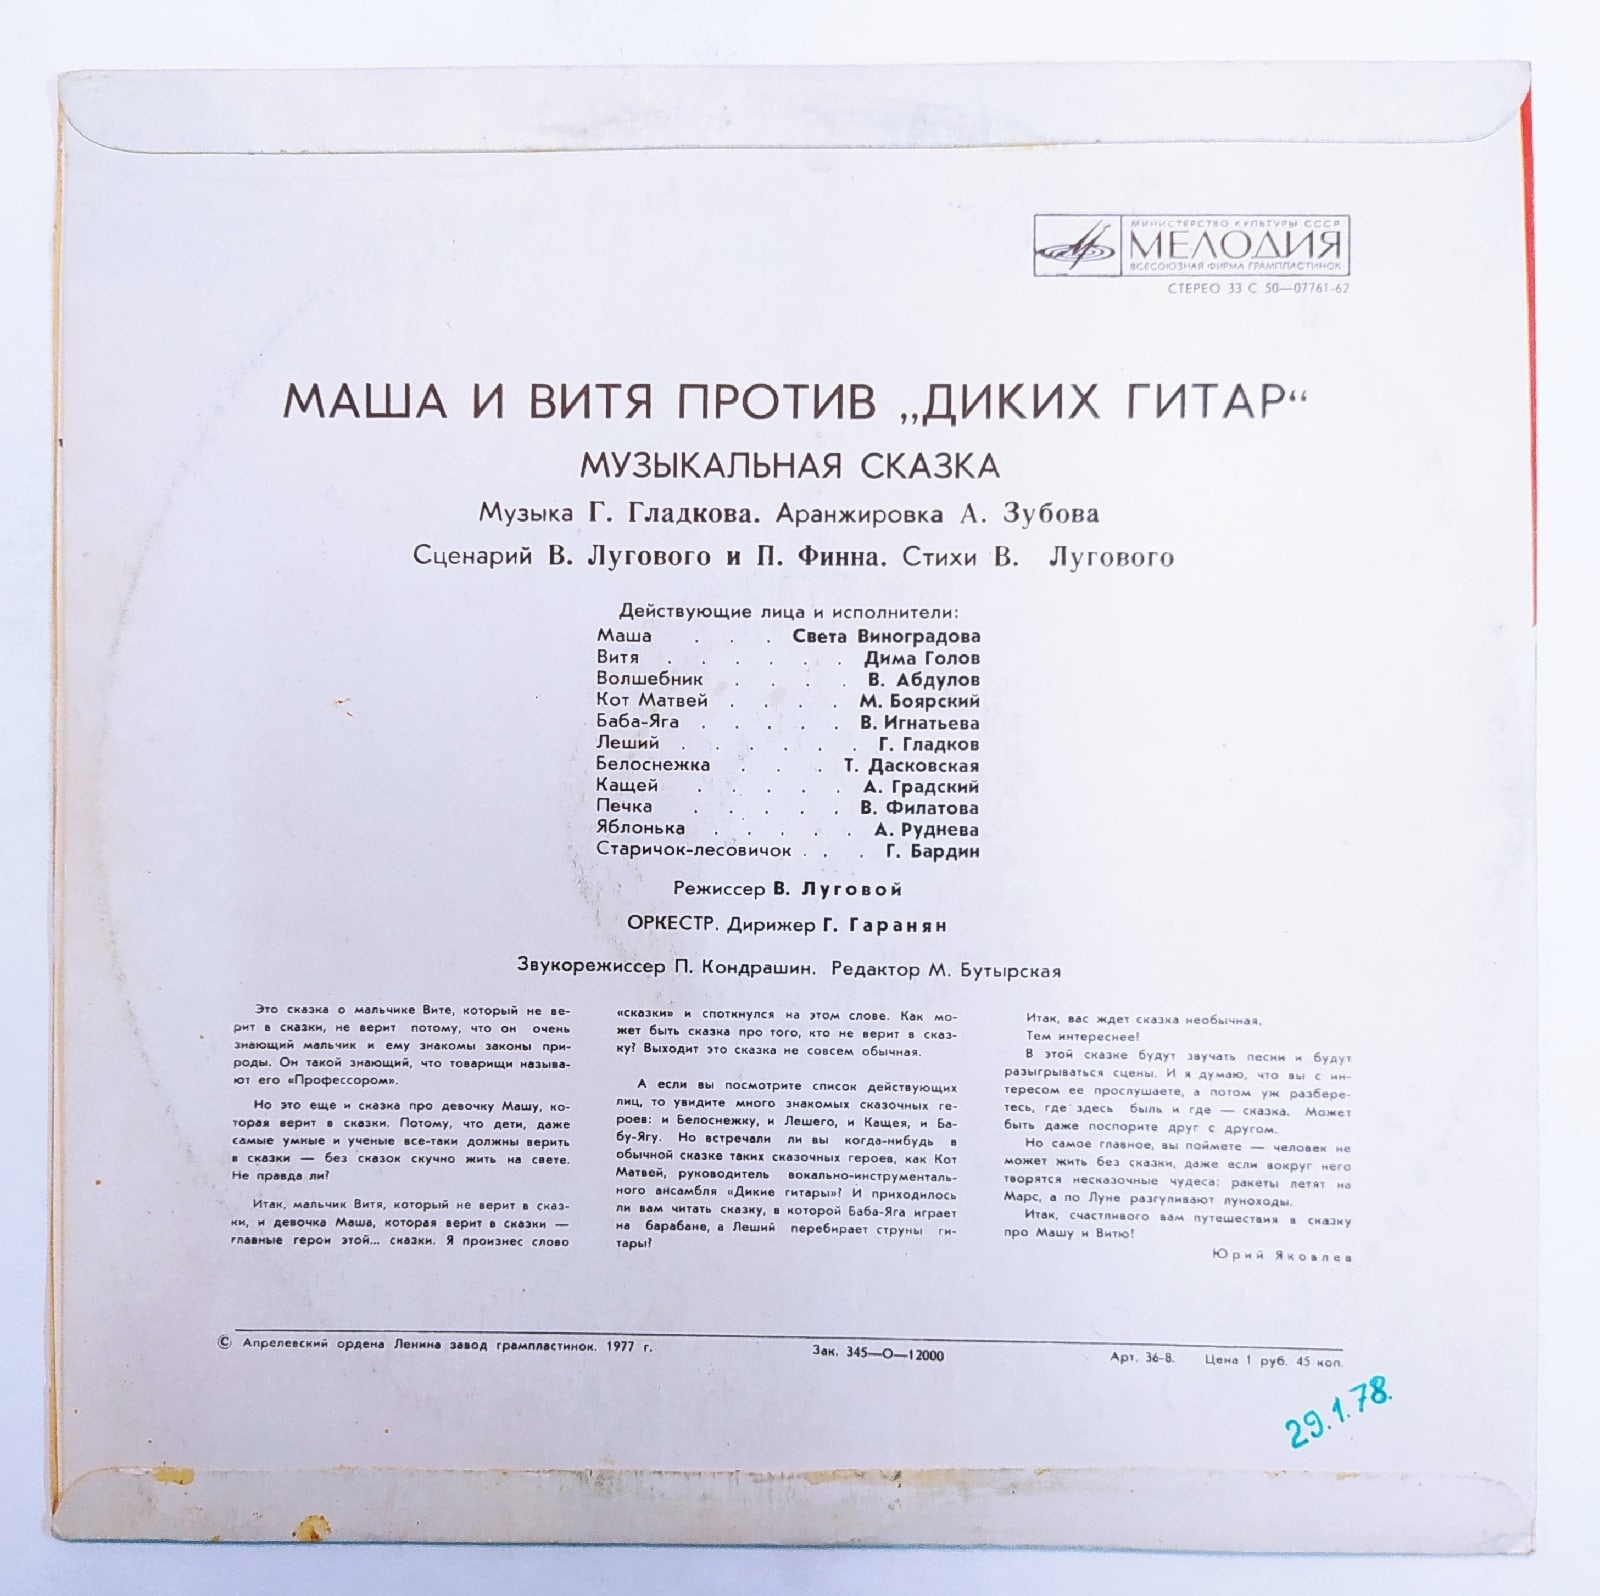 МИНИСТЕРСТВО КУЛЬТУРЫ СССР
МЕЛОДИЯ
ВСЕСОЮЗНАЯ ФИРМА ГРАМПЛАСТИНОК
СТЕРЕО 33 С 50—07761-62
МАША И ВИТЯ ПРОТИВ „ДИКИХ ГИТАР“
МУЗЫКАЛЬНАЯ СКАЗКА
Музыка Г. Гладкова. Аранжировка А. Зубова
Сценарий В. Лугового и П. Финна. Стихи В. Лугового
Действующие лица и исполнители:
Маша . . . Света Виноградова
Витя . . . . . . Дима Голов
Волшебник . . . . В. Абдулов
Кот Матвей . . . . М. Боярский
Баба-Яга . . . . . В. Игнатьева
Леший . . . . . . Г. Гладков
Белоснежка . . . Т. Дасковская
Кащей . . . . . А. Градский
Печка . . . . . В. Филатова
Яблонька . . . . . А. Руднева
Старичок-лесовичок . . . Г. Бардин
Режиссер В. Луговой
ОРКЕСТР. Дирижер Г. Гаранян
Звукорежиссер П. Кондрашин. Редактор М. Бутырская
Это сказка о мальчике Вите, который не ве-
рит в сказки, не верит потому, что он очень
знающий мальчик и ему знакомы законы при-
роды. Он такой знающий, что товарищи называ-
ют его «Профессором».
Но это еще и сказка про девочку Машу, ко-
торая верит в сказки. Потому, что дети, даже
самые умные и ученые все-таки должны верить
в сказки — без сказок скучно жить на свете.
Не правда ли?
Итак, мальчик Витя, который не верит в сказ-
ки, и девочка Маша, которая верит в сказки —
главные герои этой... сказки. Я произнес слово
«сказки» и споткнулся на этом слове. Как мо-
жет быть сказка про того, кто не верит в сказ-
ку? Выходит это сказка не совсем обычная.
А если вы посмотрите список действующих
лиц, то увидите много знакомых сказочных ге-
роев: и Белоснежку, и Лешего, и Кащея, и Ба-
бу-Ягу. Но встречали ли вы когда-нибудь в
обычной сказке таких сказочных героев, как Кот
Матвей, руководитель вокально-инструменталь-
ного ансамбля «Дикие гитары»? И приходилось
ли вам читать сказку, в которой Баба-Яга играет
на барабане, а Леший перебирает струны ги-
тары?
Итак, вас ждет сказка необычная.
Тем интереснее!
В этой сказке будут звучать песни и будут
разыгрываться сцены. И я думаю, что вы с ин-
тересом ее прослушаете, а потом уж разбере-
тесь, где здесь быль и где — сказка. Может
быть даже поспорите друг с другом.
Но самое главное, вы поймете — человек не
может жить без сказки, даже если вокруг него
творятся несказочные чудеса: ракеты летят на
Марс, а по Луне разгуливают луноходы.
Итак, счастливого вам путешествия в сказку
про Машу и Витю!
Юрий Яковлев
© Апрелевский ордена Ленина завод грампластинок. 1977 г. Зак. 345—О—12000 Арт. 36-8. Цена 1 руб. 45 коп.
29.1.78.